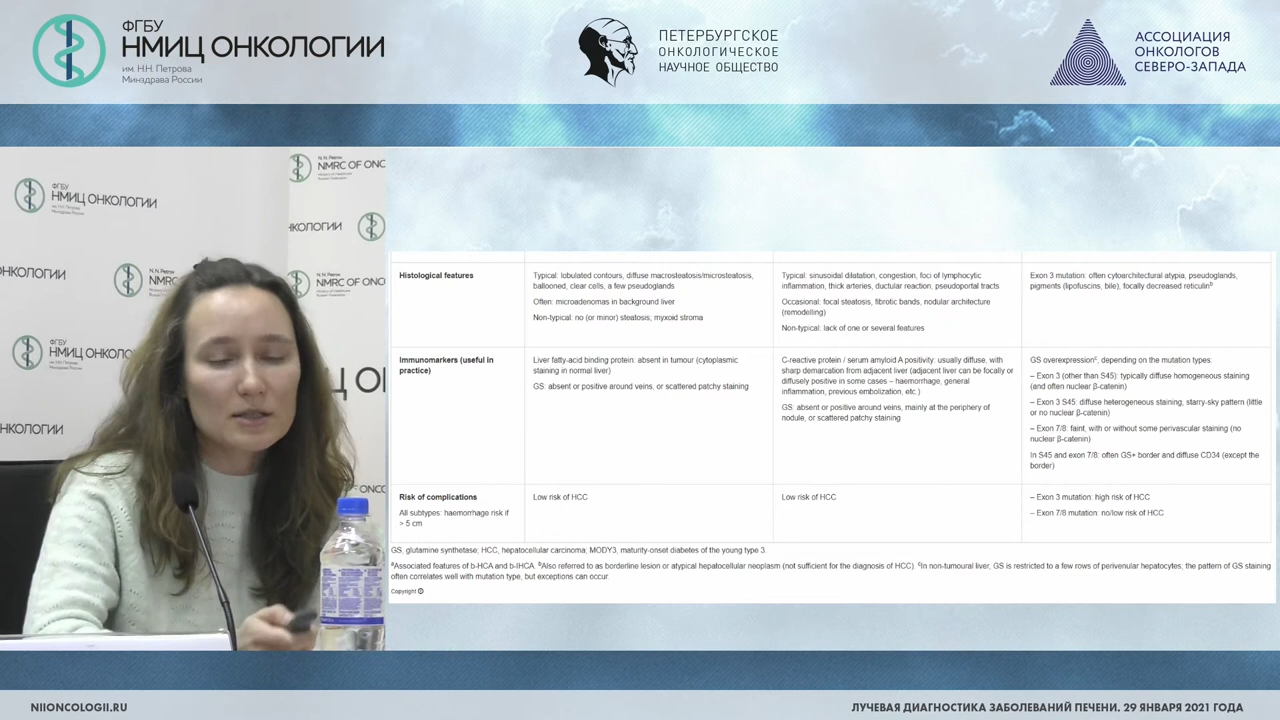 ФГБУ
НМИЦ ОНКОЛОГИИ
им. Н.Н. Петрова
Минздрава России
ПЕТЕРБУРГСКОЕ
ОНКОЛОГИЧЕСКОЕ
НАУЧНОЕ ОБЩЕСТВО
АССОЦИАЦИЯ
ОНКОЛОГОВ
СЕВЕРО-ЗАПАДА
ФГБУ
НМИЦ ОНКОЛОГИИ
NMRC OF ONC
НКОЛОГИИ
ОНКОЛОГИИ
НКОЛОГИИ
Histological features
Typical: lobulated contours, diffuse macrosteatosis/microsteatosis,
ballooned, clear cells, a few pseudoglands
Often: microadenomas in background liver
Non-typical: no (or minor) steatosis; myxoid stroma
Typical: sinusoidal dilatation, congestion, foci of lymphocytic
inflammation, thick arteries, ductular reaction, pseudoportal tracts
Occasional: focal steatosis, fibrotic bands, nodular architecture
(remodelling)
Non-typical: lack of one or several features
Exon 3 mutation: often cytoarchitectural atypia, pseudoglands,
pigments (lipofuscins, bile), focally decreased reticulinᵇ
Immunomarkers (useful in
practice)
Liver fatty-acid binding protein: absent in tumour (cytoplasmic
staining in normal liver)
GS: absent or positive around veins, or scattered patchy staining
C-reactive protein / serum amyloid A positivity: usually diffuse, with
sharp demarcation from adjacent liver (adjacent liver can be focally or
diffusely positive in some cases – haemorrhage, general
inflammation, previous embolization, etc.)
GS: absent or positive around veins, mainly at the periphery of
nodule, or scattered patchy staining
GS overexpressionᶜ, depending on the mutation types:
– Exon 3 (other than S45): typically diffuse homogeneous staining
(and often nuclear β-catenin)
– Exon 3 S45: diffuse heterogeneous staining, starry-sky pattern (little
or no nuclear β-catenin)
– Exon 7/8: faint, with or without some perivascular staining (no
nuclear β-catenin)
In S45 and exon 7/8: often GS+ border and diffuse CD34 (except the
border)
Risk of complications
All subtypes: haemorrhage risk if
> 5 cm
Low risk of HCC
Low risk of HCC
– Exon 3 mutation: high risk of HCC
– Exon 7/8 mutation: no/low risk of HCC
GS, glutamine synthetase; HCC, hepatocellular carcinoma; MODY3, maturity-onset diabetes of the young type 3.
ᵃAssociated features of b-HCA and b-IHCA. ᵇAlso referred to as borderline lesion or atypical hepatocellular neoplasm (not sufficient for the diagnosis of HCC). ᶜIn non-tumoural liver, GS is restricted to a few rows of perivenular hepatocytes; the pattern of GS staining
often correlates well with mutation type, but exceptions can occur.
Copyright
NIIONCOLOGII.RU
ЛУЧЕВАЯ ДИАГНОСТИКА ЗАБОЛЕВАНИЙ ПЕЧЕНИ. 29 ЯНВАРЯ 2021 ГОДА